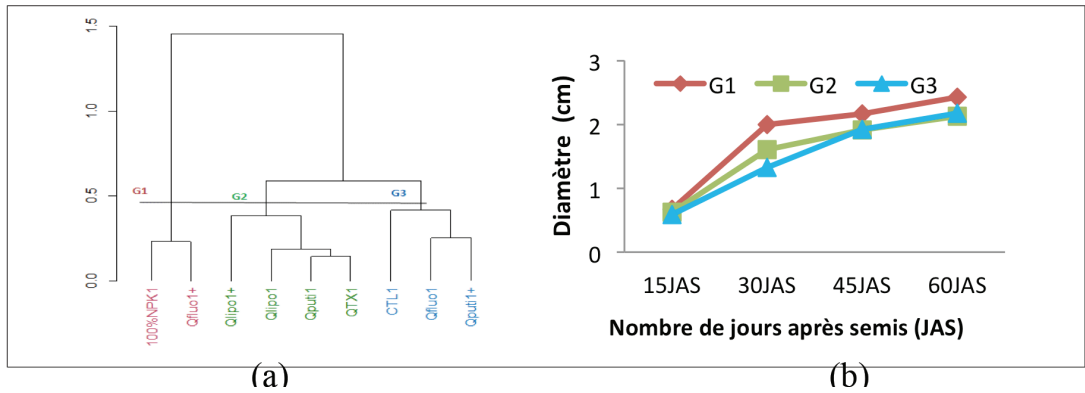 1.5
1.0
0.5
0.0
G1
G2
G3
100%NPK1
Qfluo1+
Qlipo1+
Qlipo1
Qputi1
QTX1
CTL1
Qfluo1
Qputi1+
(a)
Diamètre (cm)
3
2
1
0
G1 G2 G3
15JAS 30JAS 45JAS 60JAS
Nombre de jours après semis (JAS)
(b)